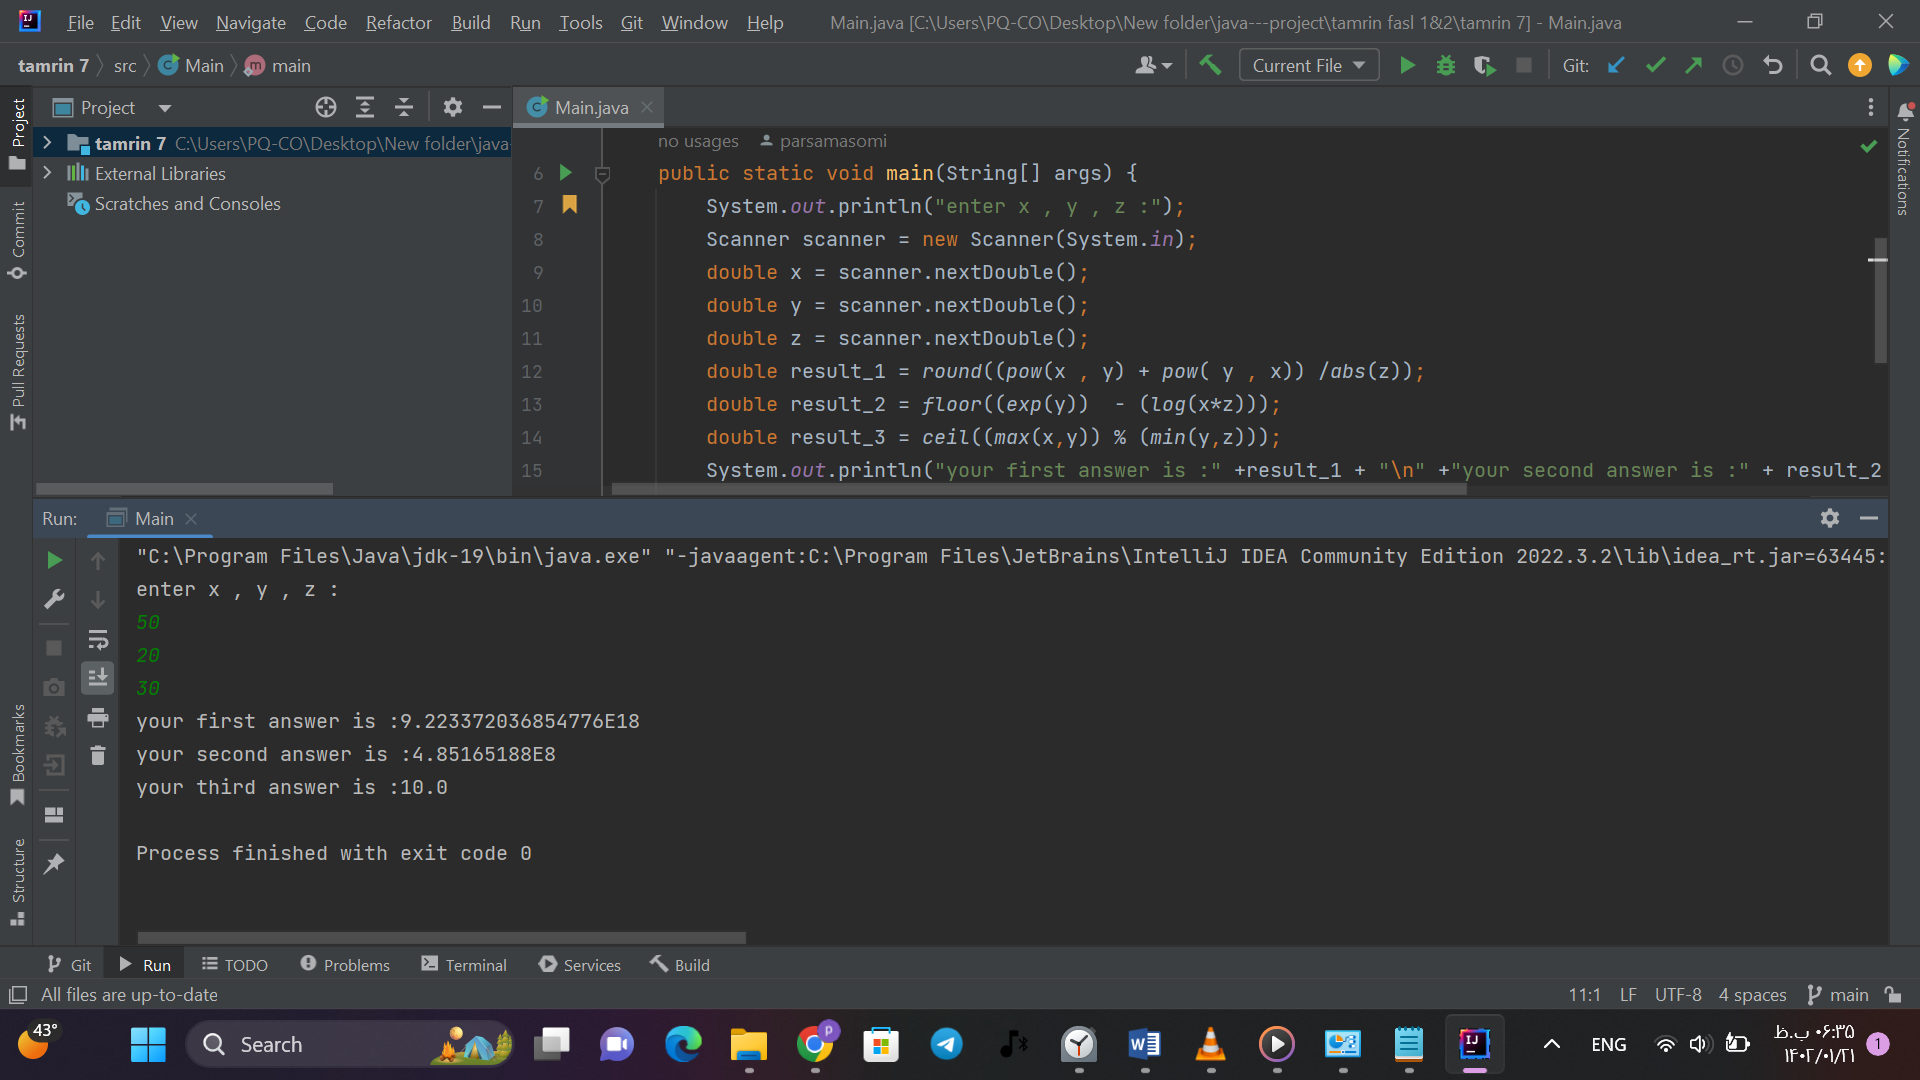 File Edit View Navigate Code Refactor Build Run Tools Git Window Help Main.java [C:\Users\PQ-CO\Desktop\New folder\java---project\tamrin fasl 1&2\tamrin 7] - Main.java
tamrin 7 src Main main Current File Git:
Project
Main.java
tamrin 7 C:\Users\PQ-CO\Desktop\New folder\java
External Libraries
Scratches and Consoles
Project
Commit
Pull Requests
Bookmarks
Structure
Notifications
no usages parsamasomi
6 public static void main(String[] args) {
7 System.out.println("enter x , y , z :");
8 Scanner scanner = new Scanner(System.in);
9 double x = scanner.nextDouble();
10 double y = scanner.nextDouble();
11 double z = scanner.nextDouble();
12 double result_1 = round((pow(x , y) + pow( y , x)) /abs(z));
13 double result_2 = floor((exp(y))  - (log(x*z)));
14 double result_3 = ceil((max(x,y)) % (min(y,z)));
15 System.out.println("your first answer is :" +result_1 + "\n" +"your second answer is :" + result_2
Run: Main
"C:\Program Files\Java\jdk-19\bin\java.exe" "-javaagent:C:\Program Files\JetBrains\IntelliJ IDEA Community Edition 2022.3.2\lib\idea_rt.jar=63445:
enter x , y , z :
50
20
30
your first answer is :9.223372036854776E18
your second answer is :4.85165188E8
your third answer is :10.0
Process finished with exit code 0
Git Run TODO Problems Terminal Services Build
All files are up-to-date
11:1 LF UTF-8 4 spaces main
43°
Search
P
IJ
ENG
۰۶:۳۵ ب.ظ
۱۴۰۲/۰۱/۲۱
1